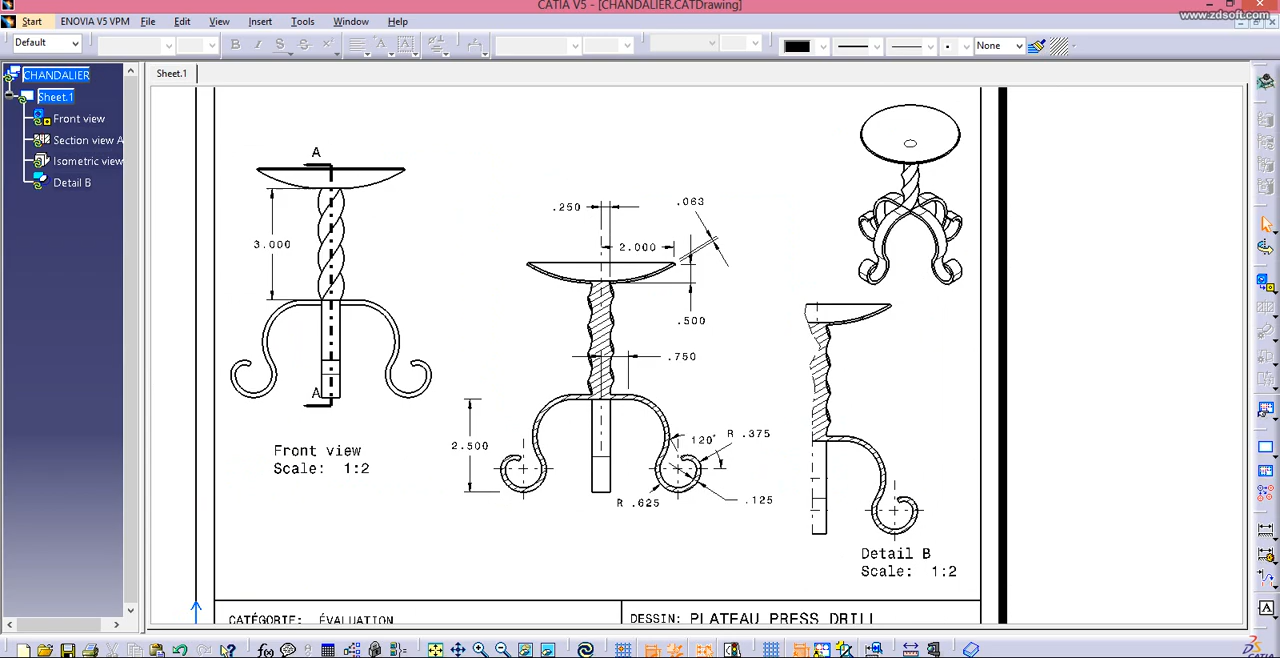 CATIA V5 - [CHANDALIER.CATDrawing]
www.zdsoft.com
Start ENOVIA V5 VPM File Edit View Insert Tools Window Help
Default
B I S S
None
CHANDALIER
Sheet.1
Front view
Section view A
Isometric view
Detail B
Sheet.1
A
3.000
A
Front view
Scale: 1:2
.250
.063
2.000
.500
.750
2.500
120°
R .375
R .625
.125
Detail B
Scale: 1:2
CATÉGORIE: ÉVALUATION
DESSIN: PLATEAU PRESS DRILL
f(x)
A
CATIA